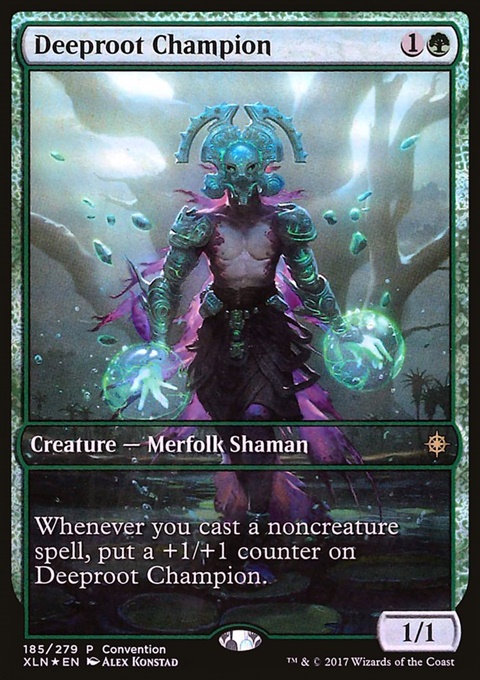 Deeproot Champion 1
Creature — Merfolk Shaman
Whenever you cast a noncreature
spell, put a +1/+1 counter on
Deeproot Champion.
1/1
185/279 P Convention
XLN★EN Alex Konstad
™ & © 2017 Wizards of the Coast